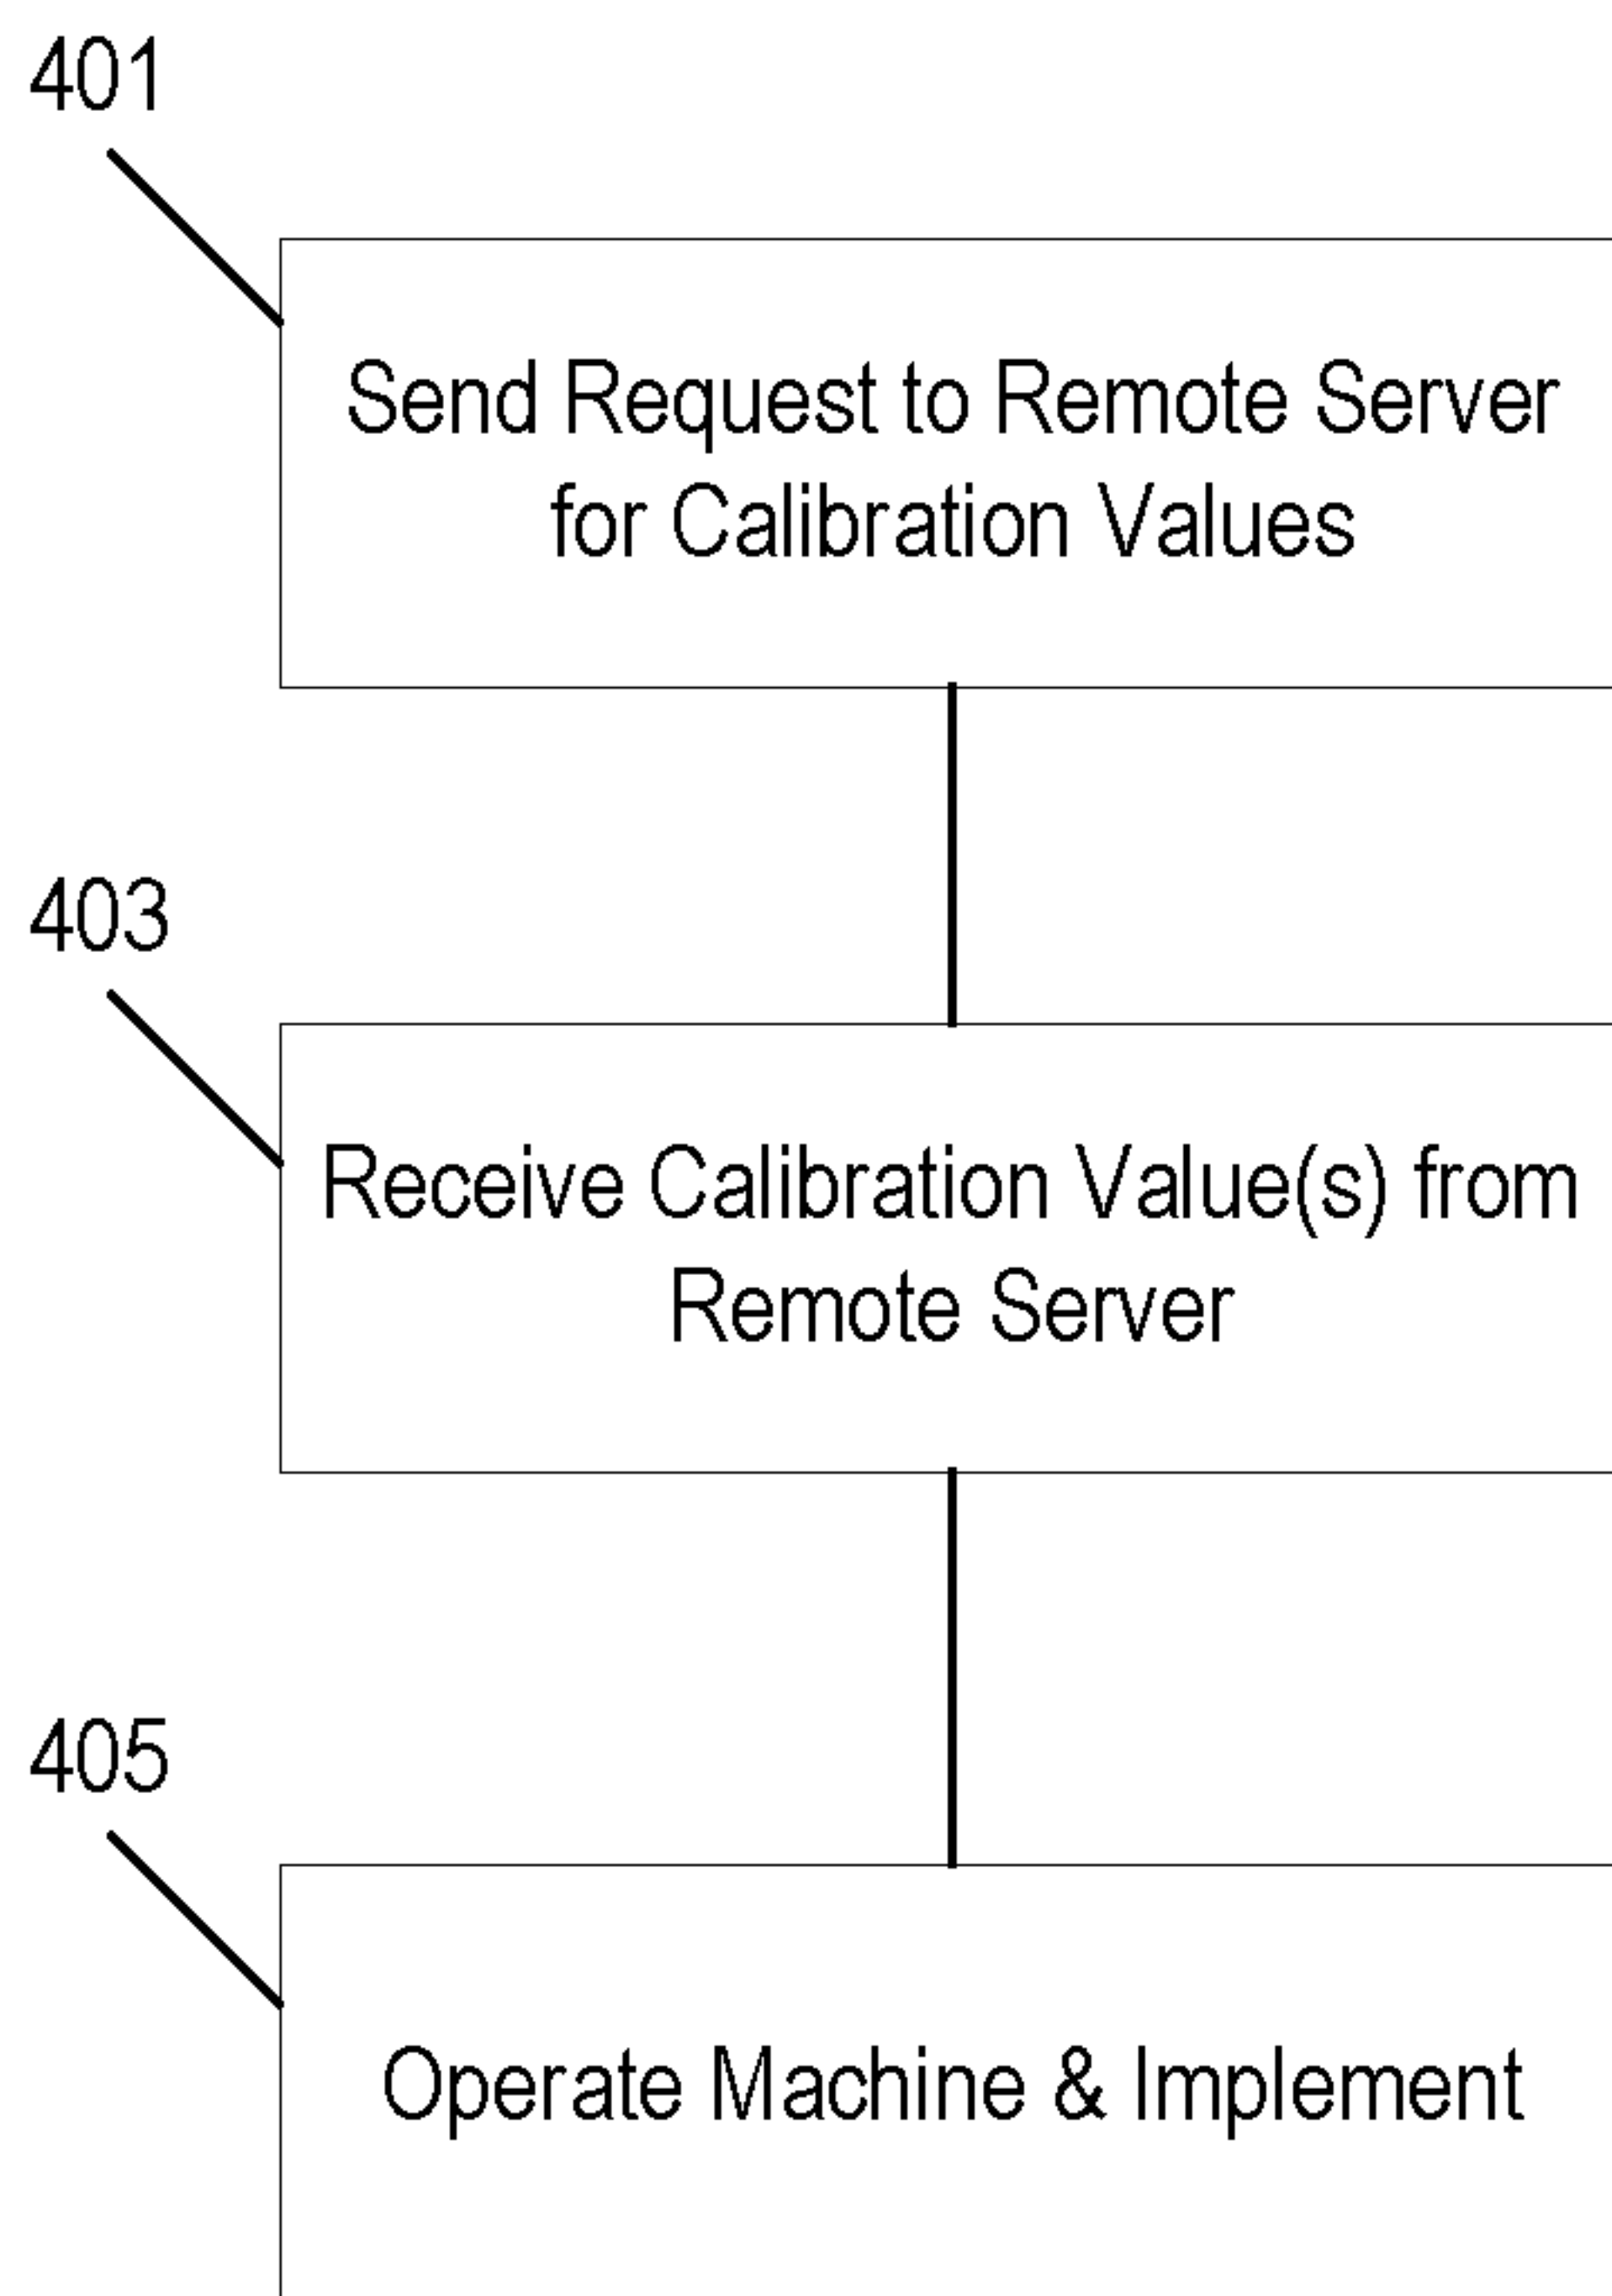 401
Send Request to Remote Server
for Calibration Values
403
Receive Calibration Value(s) from
Remote Server
405
Operate Machine & Implement